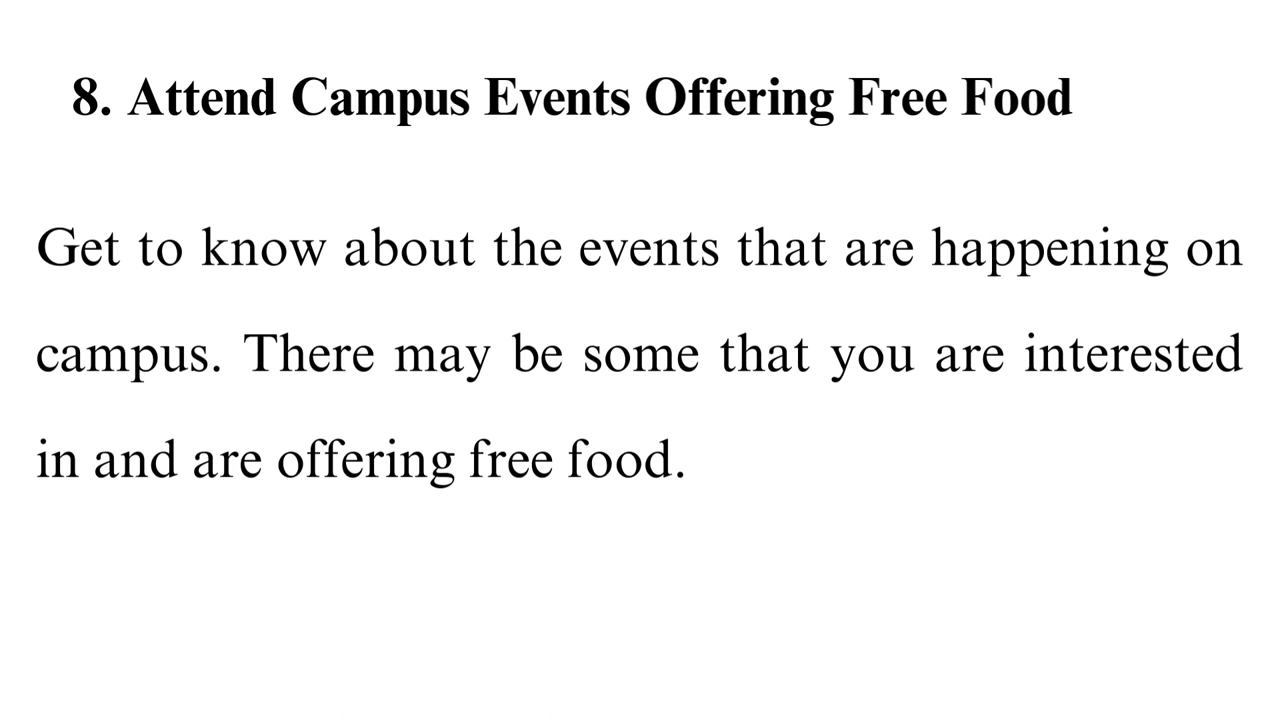 8. Attend Campus Events Offering Free Food
Get to know about the events that are happening on
campus. There may be some that you are interested
in and are offering free food.